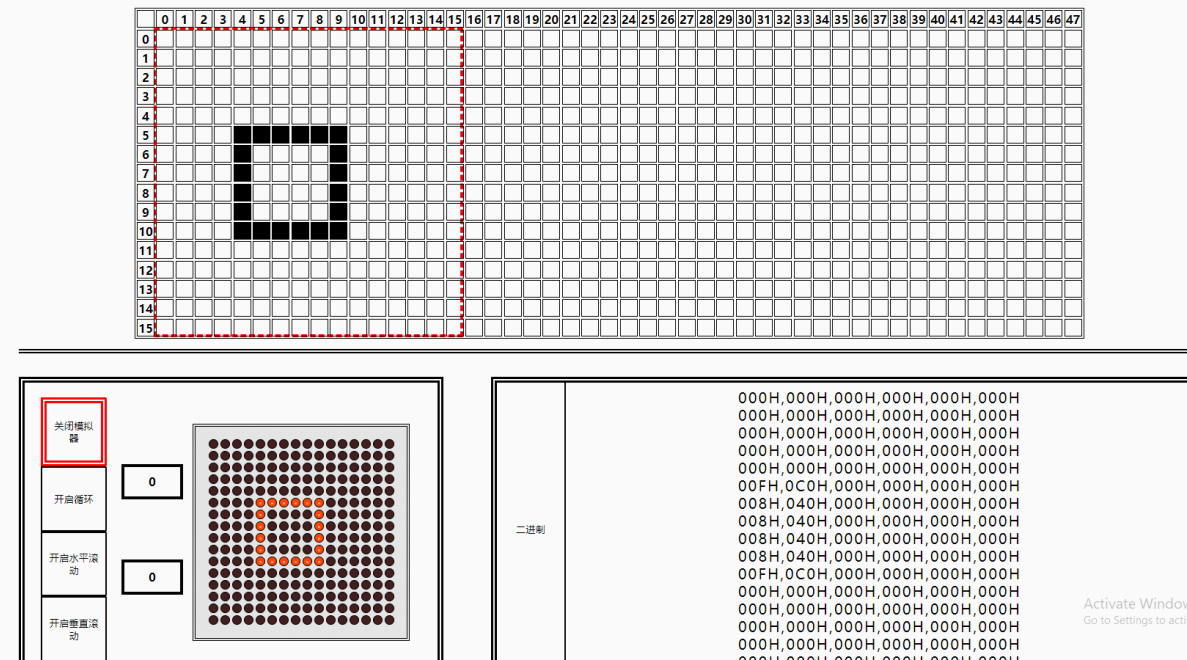 0 1 2 3 4 5 6 7 8 9 10 11 12 13 14 15 16 17 18 19 20 21 22 23 24 25 26 27 28 29 30 31 32 33 34 35 36 37 38 39 40 41 42 43 44 45 46 47
0
1
2
3
4
5
6
7
8
9
10
11
12
13
14
15
关闭模拟
器
开启循环
开启水平滚
动
开启垂直滚
动
0
0
二进制
000H,000H,000H,000H,000H,000H
000H,000H,000H,000H,000H,000H
000H,000H,000H,000H,000H,000H
000H,000H,000H,000H,000H,000H
000H,000H,000H,000H,000H,000H
00FH,0C0H,000H,000H,000H,000H
008H,040H,000H,000H,000H,000H
008H,040H,000H,000H,000H,000H
008H,040H,000H,000H,000H,000H
008H,040H,000H,000H,000H,000H
00FH,0C0H,000H,000H,000H,000H
000H,000H,000H,000H,000H,000H
000H,000H,000H,000H,000H,000H
000H,000H,000H,000H,000H,000H
000H,000H,000H,000H,000H,000H
Activate Window
Go to Settings to acti